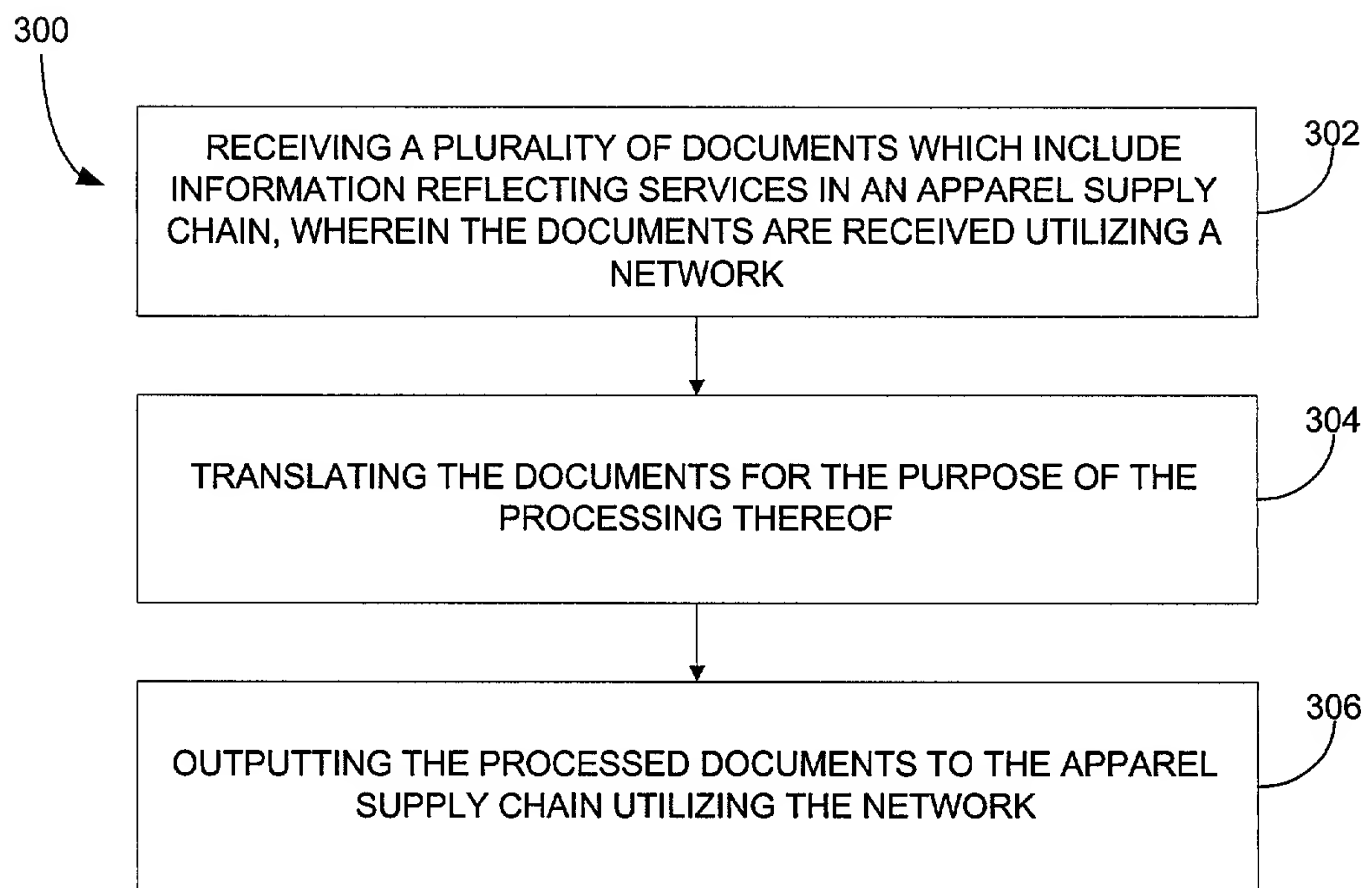 300
RECEIVING A PLURALITY OF DOCUMENTS WHICH INCLUDE
INFORMATION REFLECTING SERVICES IN AN APPAREL SUPPLY
CHAIN, WHEREIN THE DOCUMENTS ARE RECEIVED UTILIZING A
NETWORK
302
TRANSLATING THE DOCUMENTS FOR THE PURPOSE OF THE
PROCESSING THEREOF
304
OUTPUTTING THE PROCESSED DOCUMENTS TO THE APPAREL
SUPPLY CHAIN UTILIZING THE NETWORK
306